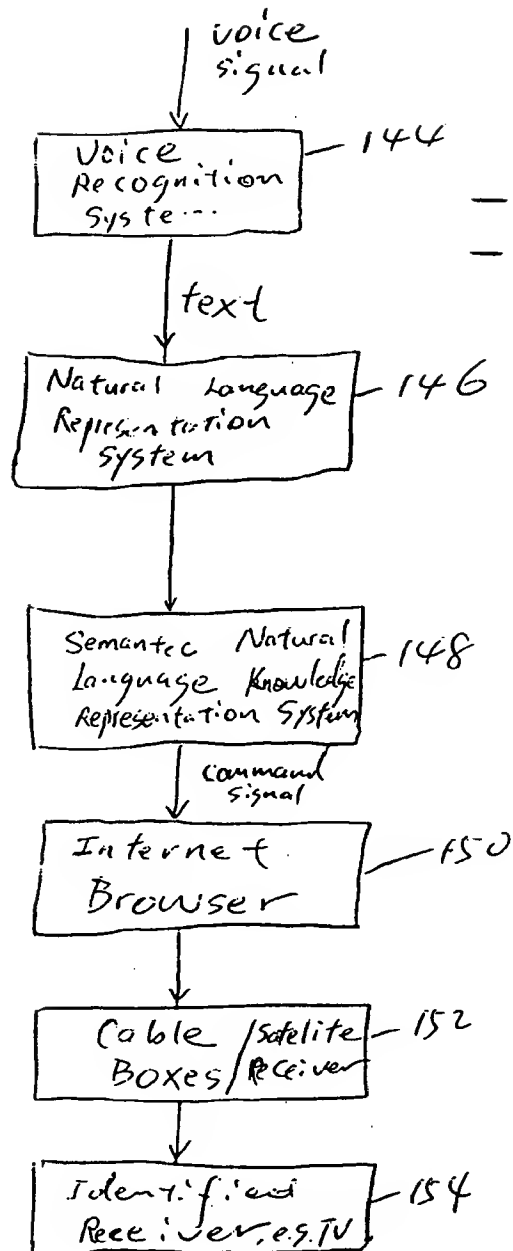 voice
signal
Voice
Recognition
Syste...
144
text
Natural Language
Representation
System
146
Semantec Natural
Language Knowledge
Representation System
148
command
signal
Internet
Browser
150
Cable /Satelite
Boxes/Receiver
152
Identified
Receiver, e.g. TV
154